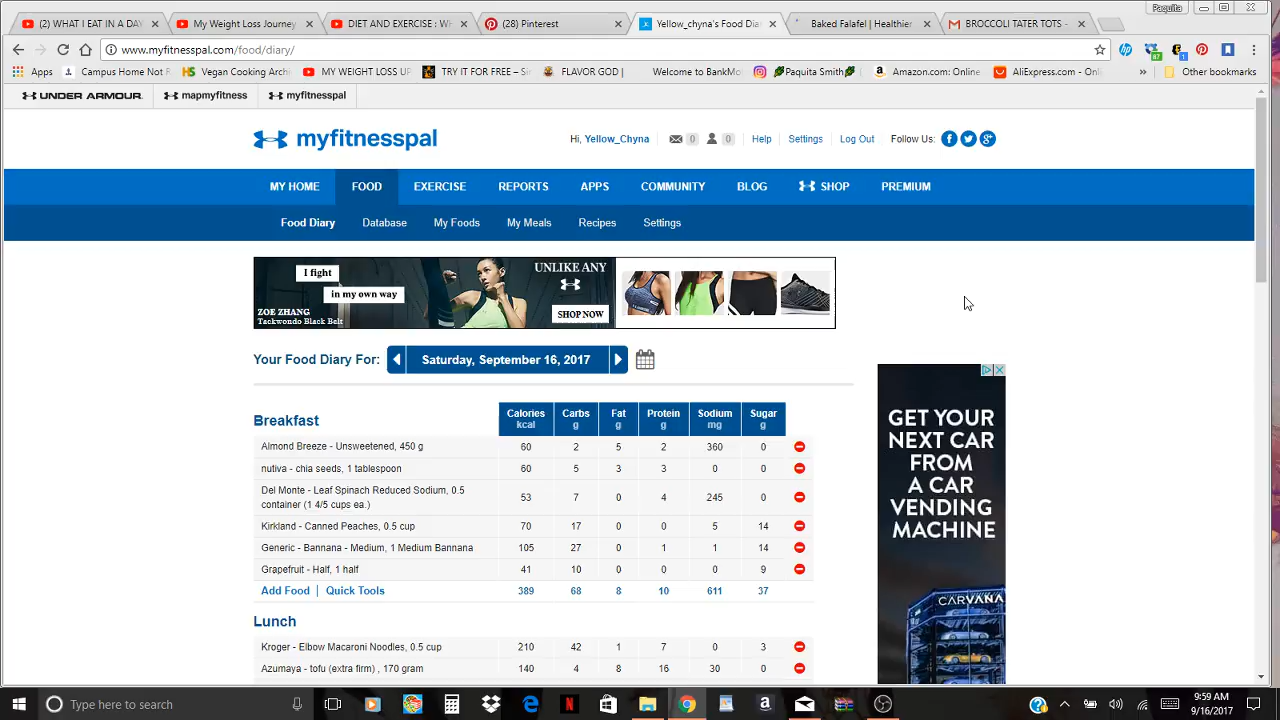 (2) WHAT I EAT IN A DAY
My Weight Loss Journey
DIET AND EXERCISE : WH
(28) Pinterest
Yellow_chyna's Food Dia
Baked Falafel | Healthie
BROCCOLI TATER TOTS -
Paquita
www.myfitnesspal.com/food/diary/
Apps
Campus Home Not R
Vegan Cooking Arch
MY WEIGHT LOSS UP
TRY IT FOR FREE – S
FLAVOR GOD |
Welcome to BankMo
Paquita Smith
Amazon.com: Online
AliExpress.com - Onli
»
Other bookmarks
UNDER ARMOUR.
mapmyfitness
myfitnesspal
myfitnesspal
Hi, Yellow_Chyna
0
0
Help
Settings
Log Out
Follow Us:
MY HOME
FOOD
EXERCISE
REPORTS
APPS
COMMUNITY
BLOG
SHOP
PREMIUM
Food Diary
Database
My Foods
My Meals
Recipes
Settings
I fight
in my own way
ZOE ZHANG
Taekwondo Black Belt
UNLIKE ANY
SHOP NOW
Your Food Diary For:
Saturday, September 16, 2017
Breakfast
Calories kcal Carbs g Fat g Protein g Sodium mg Sugar g
Almond Breeze - Unsweetened, 450 g 60 2 5 2 360 0
nutiva - chia seeds, 1 tablespoon 60 5 3 3 0 0
Del Monte - Leaf Spinach Reduced Sodium, 0.5
container (1 4/5 cups ea.) 53 7 0 4 245 0
Kirkland - Canned Peaches, 0.5 cup 70 17 0 0 5 14
Generic - Bannana - Medium, 1 Medium Bannana 105 27 0 1 1 14
Grapefruit - Half, 1 half 41 10 0 0 0 9
Add Food | Quick Tools 389 68 8 10 611 37
Lunch
Kroger - Elbow Macaroni Noodles, 0.5 cup 210 42 1 7 0 3
Azumaya - tofu (extra firm) , 170 gram 140 4 8 16 30 0
GET YOUR
NEXT CAR
FROM
A CAR
VENDING
MACHINE
CARVANA
Type here to search
9:59 AM
9/16/2017